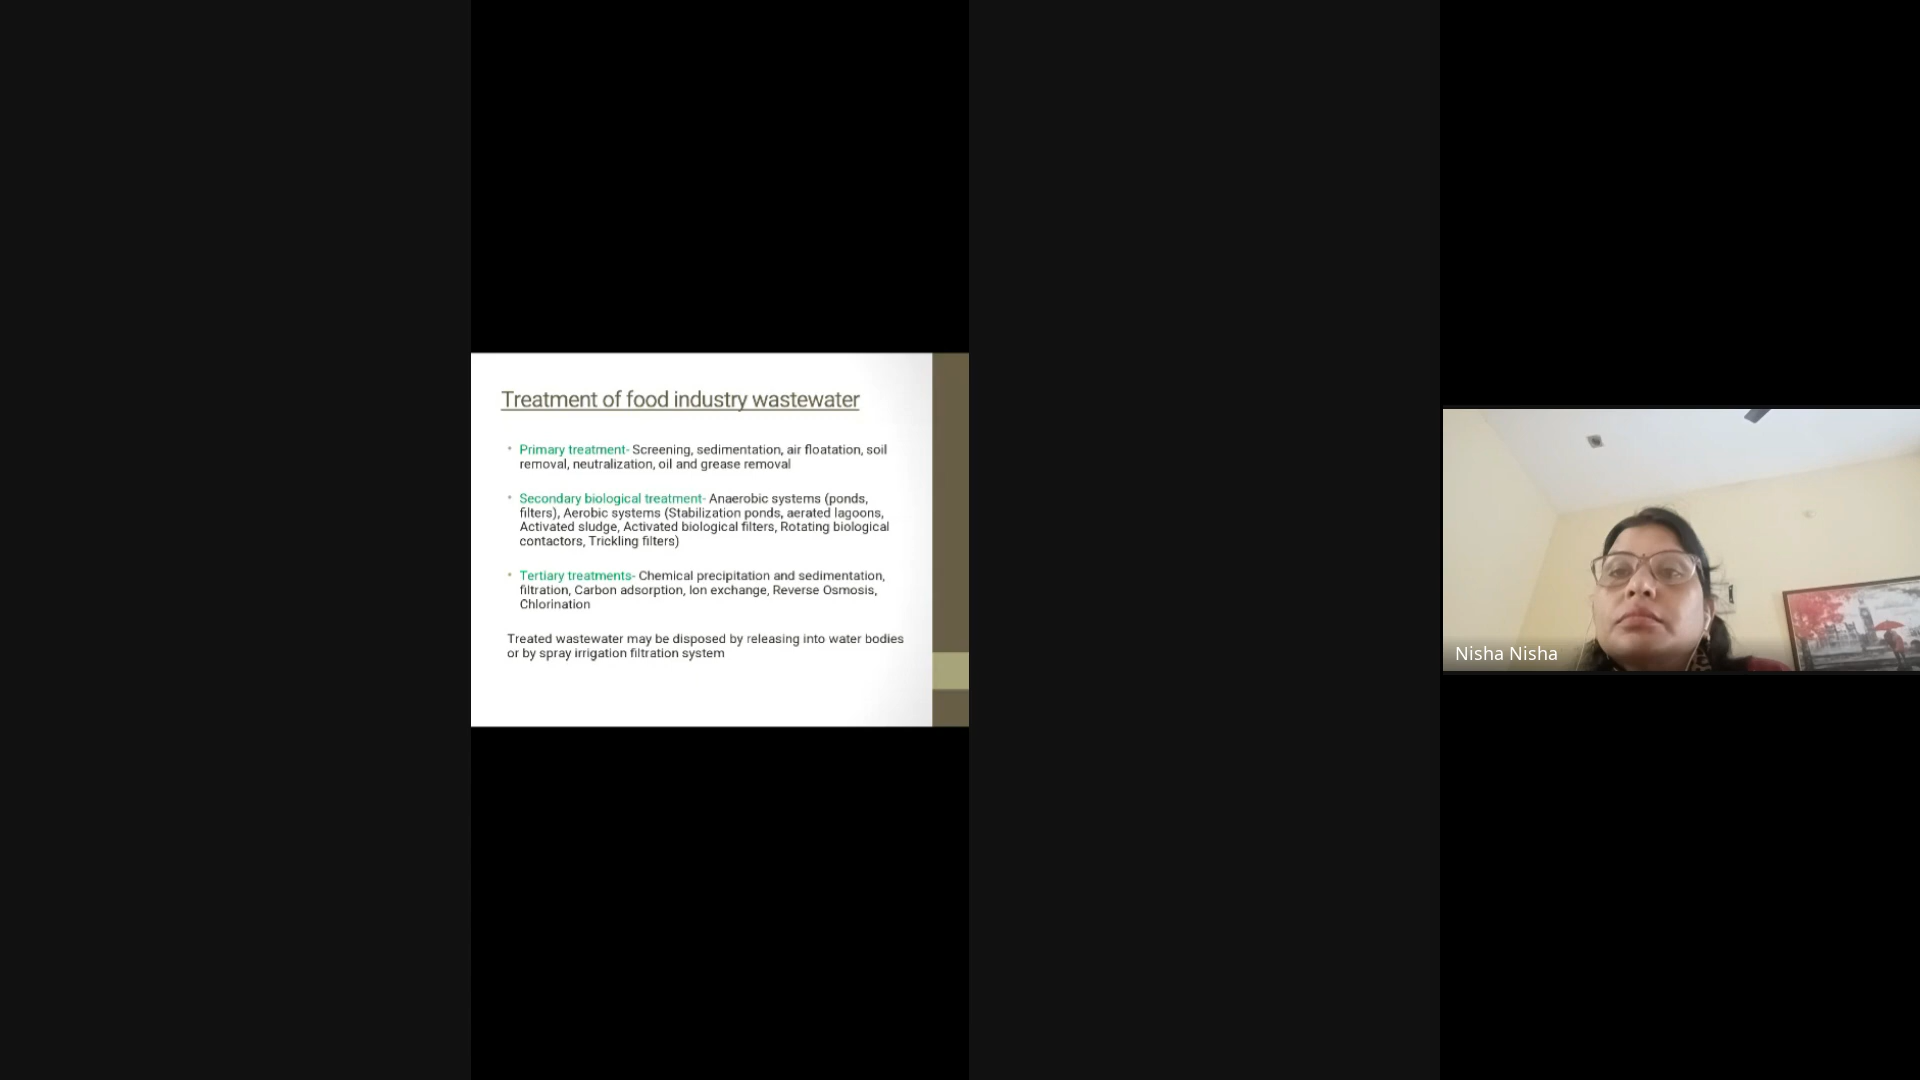 Treatment of food industry wastewater
• Primary treatment- Screening, sedimentation, air floatation, soil
removal, neutralization, oil and grease removal
• Secondary biological treatment- Anaerobic systems (ponds,
filters), Aerobic systems (Stabilization ponds, aerated lagoons,
Activated sludge, Activated biological filters, Rotating biological
contactors, Trickling filters)
• Tertiary treatments- Chemical precipitation and sedimentation,
filtration, Carbon adsorption, Ion exchange, Reverse Osmosis,
Chlorination
Treated wastewater may be disposed by releasing into water bodies
or by spray irrigation filtration system
Nisha Nisha